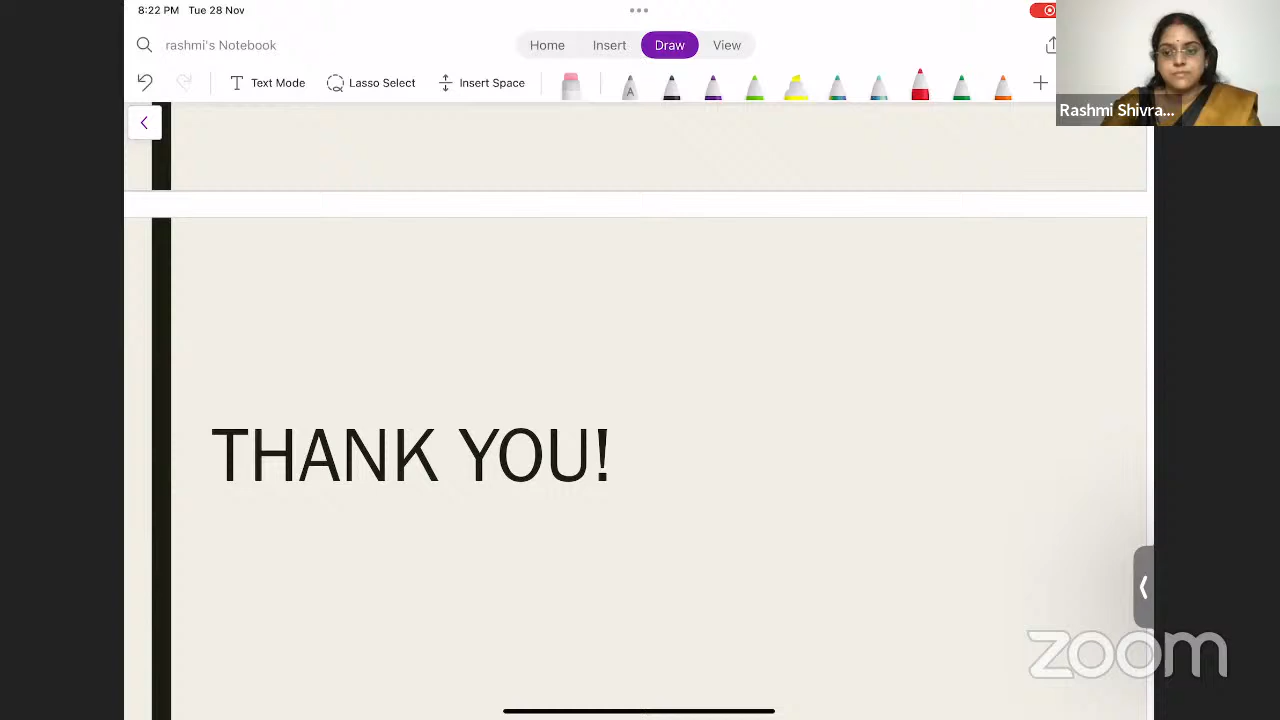 8:22 PM Tue 28 Nov
rashmi's Notebook
Home Insert Draw View
Text Mode Lasso Select Insert Space
A
Rashmi Shivra...
THANK YOU!
zoom